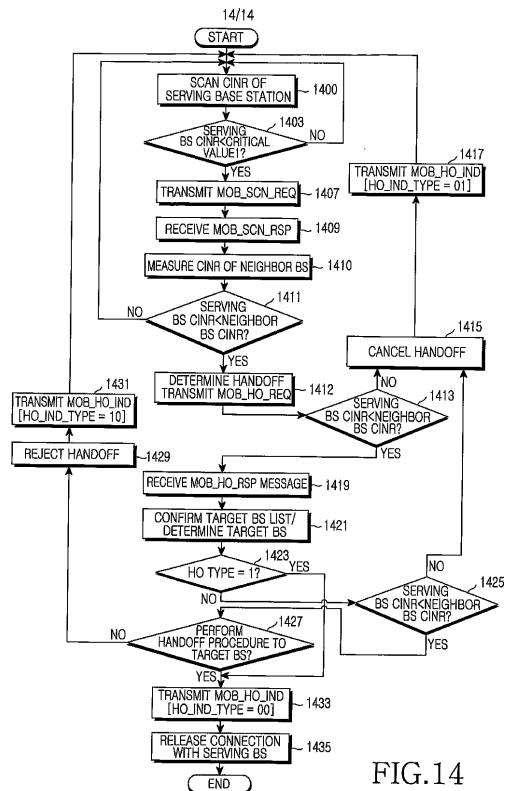 14/14
START
SCAN CINR OF
SERVING BASE STATION
1400
1403
SERVING
BS CINR<CRITICAL
VALUE1?
NO
YES
TRANSMIT MOB_SCN_REQ
1407
RECEIVE MOB_SCN_RSP
1409
MEASURE CINR OF NEIGHBOR BS
1410
1411
NO
SERVING
BS CINR<NEIGHBOR
BS CINR?
YES
DETERMINE HANDOFF
TRANSMIT MOB_HO_REQ
1412
1417
TRANSMIT MOB_HO_IND
[HO_IND_TYPE = 01]
1415
CANCEL HANDOFF
NO
1413
SERVING
BS CINR<NEIGHBOR
BS CINR?
YES
1431
TRANSMIT MOB_HO_IND
[HO_IND_TYPE = 10]
REJECT HANDOFF
1429
RECEIVE MOB_HO_RSP MESSAGE
1419
CONFIRM TARGET BS LIST/
DETERMINE TARGET BS
1421
1423
HO TYPE = 1?
YES
NO
NO
1425
SERVING
BS CINR<NEIGHBOR
BS CINR?
YES
1427
NO
PERFORM
HANDOFF PROCEDURE TO
TARGET BS?
YES
TRANSMIT MOB_HO_IND
[HO_IND_TYPE = 00]
1433
RELEASE CONNECTION
WITH SERVING BS
1435
END
FIG.14